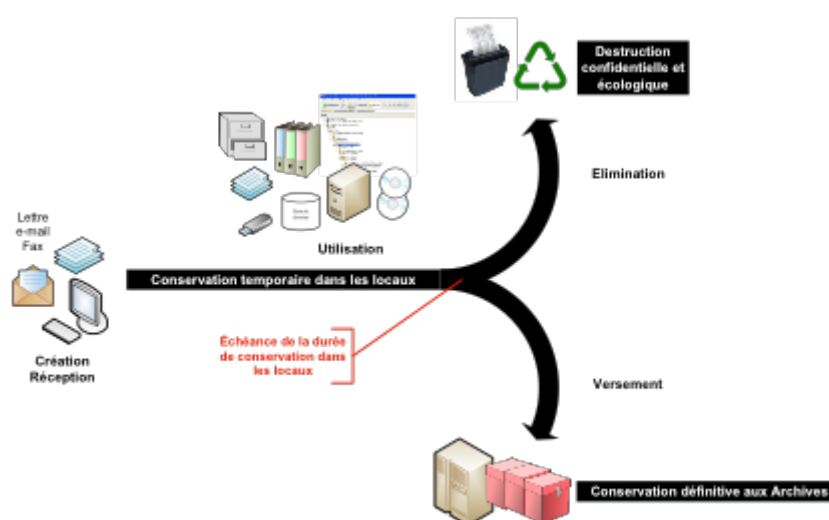 Destruction
confidentielle et
écologique
Elimination
Lettre
e-mail
Fax
Utilisation
Conservation temporaire dans les locaux
Échéance de la durée
de conservation dans
les locaux
Création
Réception
Versement
Conservation définitive aux Archives